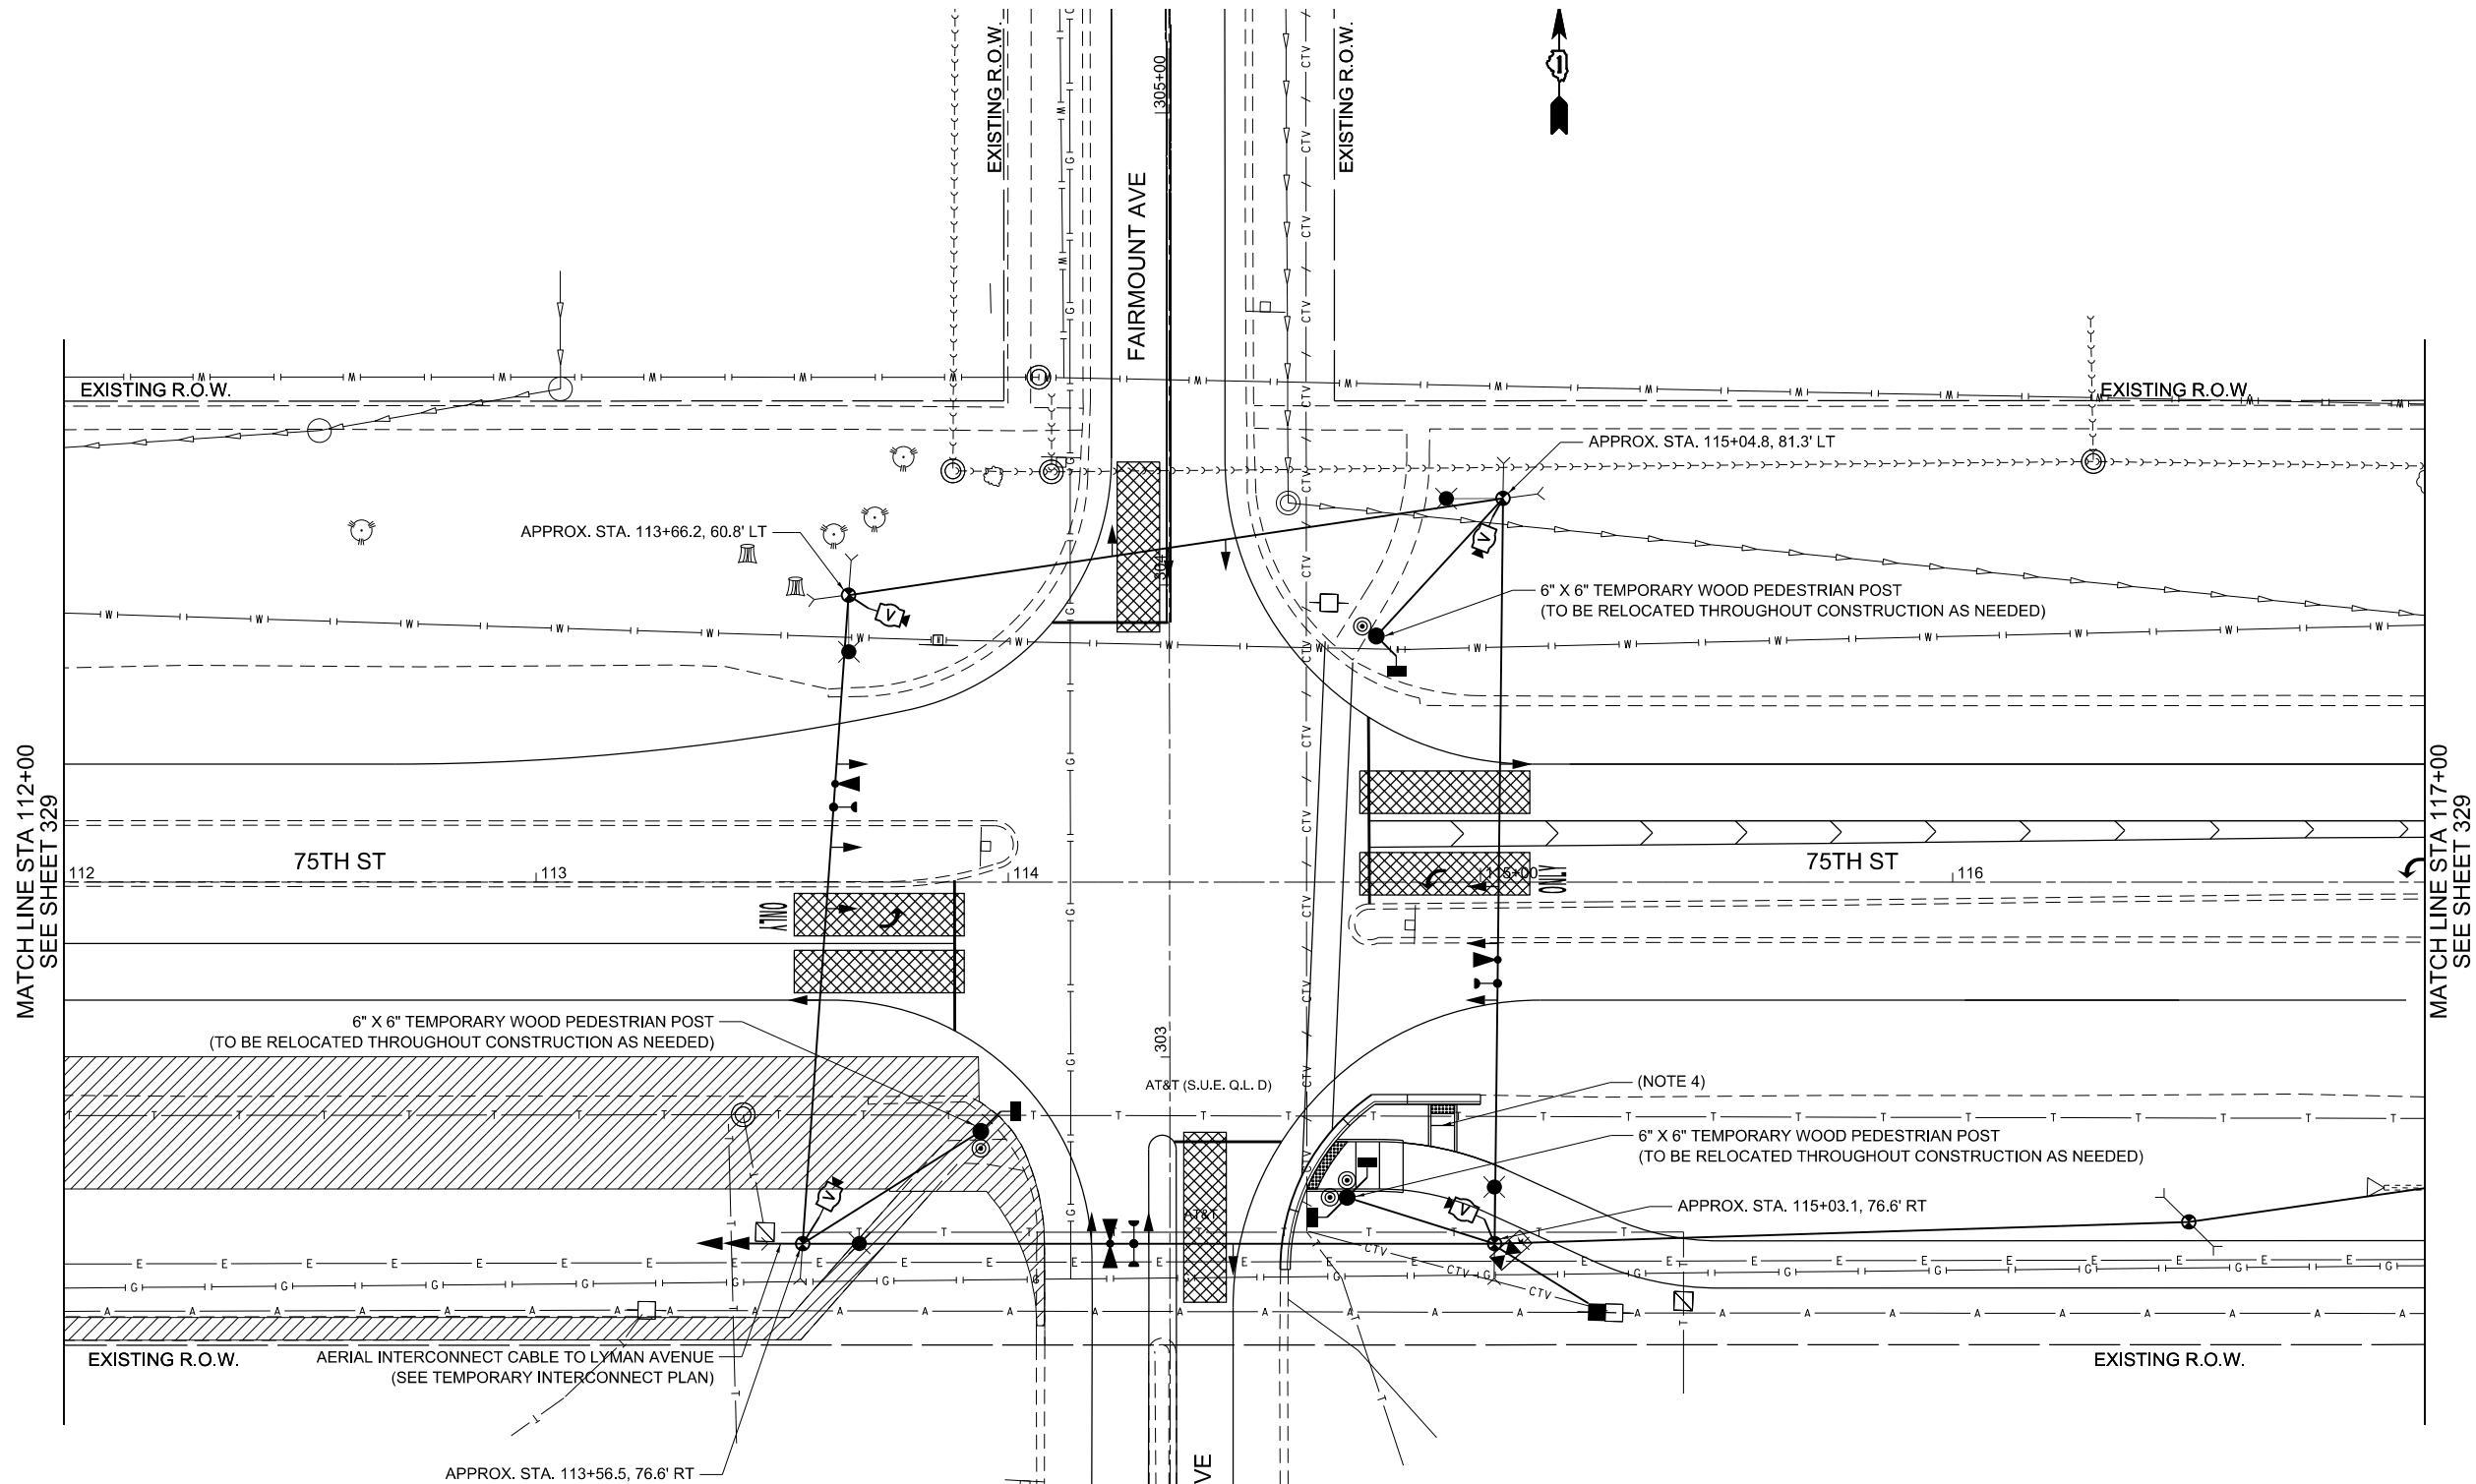 EXISTING R.O.W.
305+00
EXISTING R.O.W.
1
FAIRMOUNT AVE
EXISTING R.O.W.
EXISTING R.O.W.
APPROX. STA. 115+04.8, 81.3' LT
APPROX. STA. 113+66.2, 60.8' LT
304
6" X 6" TEMPORARY WOOD PEDESTRIAN POST
(TO BE RELOCATED THROUGHOUT CONSTRUCTION AS NEEDED)
MATCH LINE STA 112+00
SEE SHEET 329
MATCH LINE STA 117+00
SEE SHEET 329
75TH ST
75TH ST
112
113
114
115+00
116
ONLY
ONLY
6" X 6" TEMPORARY WOOD PEDESTRIAN POST
(TO BE RELOCATED THROUGHOUT CONSTRUCTION AS NEEDED)
303
AT&T (S.U.E. Q.L. D)
(NOTE 4)
6" X 6" TEMPORARY WOOD PEDESTRIAN POST
(TO BE RELOCATED THROUGHOUT CONSTRUCTION AS NEEDED)
AT&T
APPROX. STA. 115+03.1, 76.6' RT
EXISTING R.O.W.
AERIAL INTERCONNECT CABLE TO LYMAN AVENUE
(SEE TEMPORARY INTERCONNECT PLAN)
EXISTING R.O.W.
APPROX. STA. 113+56.5, 76.6' RT
VE